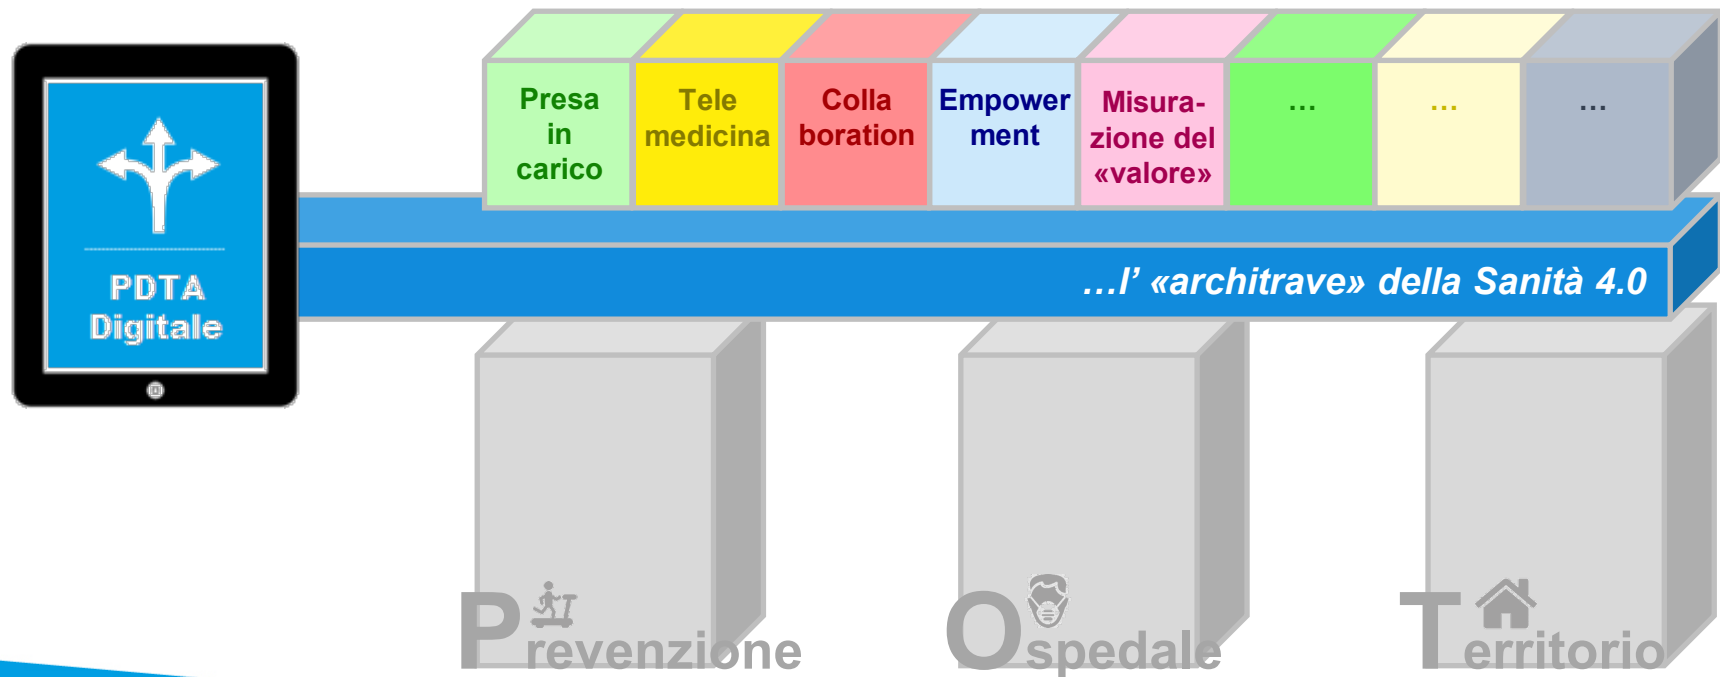 PDTA
Digitale
Presa
in
carico
Tele
medicina
Colla
boration
Empower
ment
Misura-
zione del
«valore»
…
…
…
…l’ «architrave» della Sanità 4.0
Prevenzione
Ospedale
Territorio